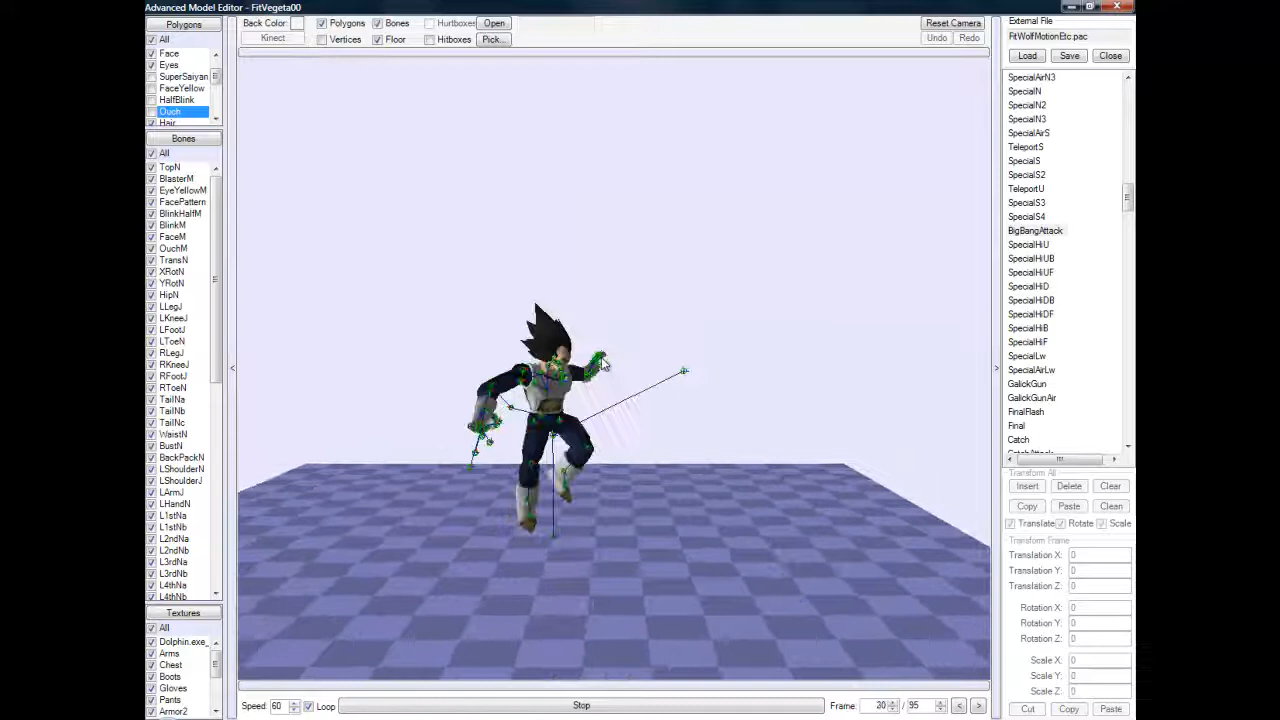 Advanced Model Editor - FitVegeta00
Polygons
All
Face
Eyes
SuperSaiyan
FaceYellow
HalfBlink
Ouch
Hair
Bones
All
TopN
BlasterM
EyeYellowM
FacePattern
BlinkHalfM
BlinkM
FaceM
OuchM
TransN
XRotN
YRotN
HipN
LLegJ
LKneeJ
LFootJ
LToeN
RLegJ
RKneeJ
RFootJ
RToeN
TailNa
TailNb
TailNc
WaistN
BustN
BackPackN
LShoulderN
LShoulderJ
LArmJ
LHandN
L1stNa
L1stNb
L2ndNa
L2ndNb
L3rdNa
L3rdNb
L4thNa
L4thNb
Textures
All
Dolphin.exe_
Arms
Chest
Boots
Gloves
Pants
Armor2
Back Color:
Polygons
Bones
Hurtboxes
Open
Kinect
Vertices
Floor
Hitboxes
Pick...
Reset Camera
Undo
Redo
<
>
Speed: 60
Loop
Stop
Frame: 30 / 95
<
>
External File
FitWolfMotionEtc.pac
Load
Save
Close
SpecialAirN3
SpecialN
SpecialN2
SpecialN3
SpecialAirS
TeleportS
SpecialS
SpecialS2
TeleportU
SpecialS3
SpecialS4
BigBangAttack
SpecialHiU
SpecialHiUB
SpecialHiUF
SpecialHiD
SpecialHiDB
SpecialHiDF
SpecialHiB
SpecialHiF
SpecialLw
SpecialAirLw
GalickGun
GalickGunAir
FinalFlash
Final
Catch
Transform All
Insert
Delete
Clear
Copy
Paste
Clean
Translate
Rotate
Scale
Transform Frame
Translation X: 0
Translation Y: 0
Translation Z: 0
Rotation X: 0
Rotation Y: 0
Rotation Z: 0
Scale X: 0
Scale Y: 0
Scale Z: 0
Cut
Copy
Paste